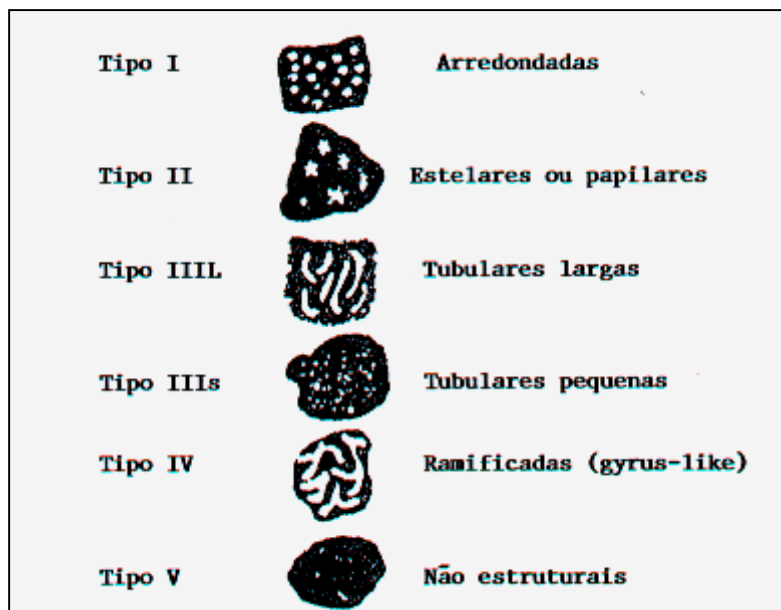 Tipo I Arredondadas
Tipo II Estelares ou papilares
Tipo IIIL Tubulares largas
Tipo IIIs Tubulares pequenas
Tipo IV Ramificadas (gyrus-like)
Tipo V Não estruturais